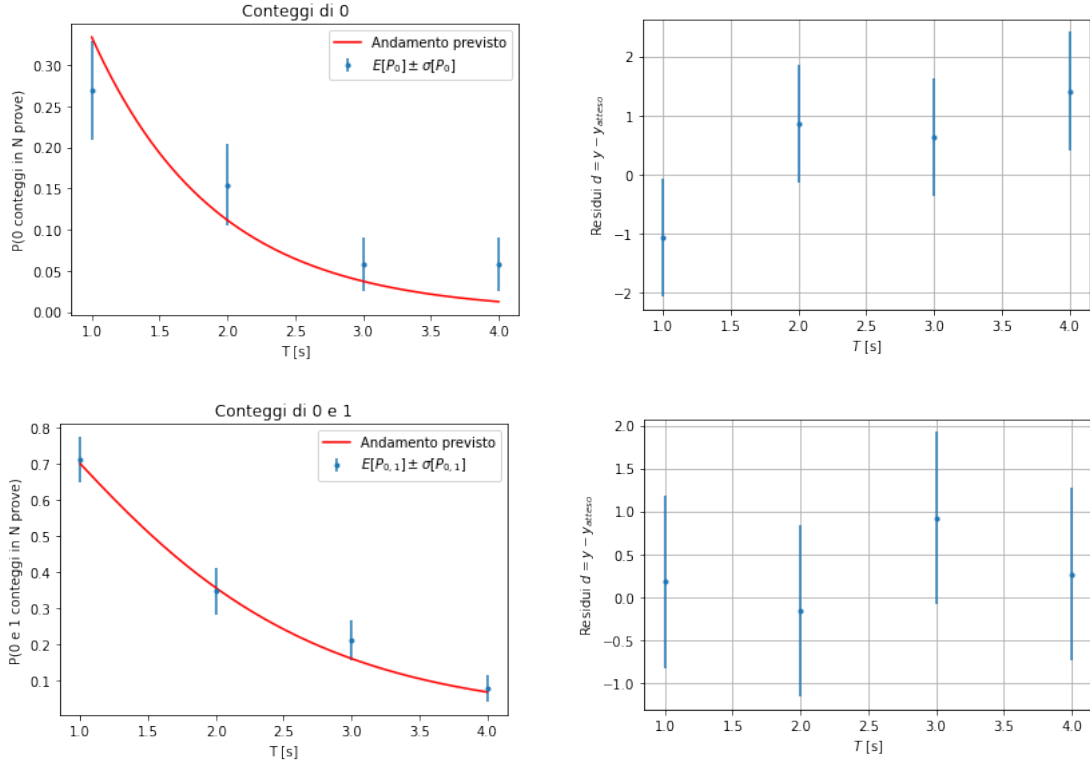 Conteggi di 0
P(0 conteggi in N prove)
0.30
0.25
0.20
0.15
0.10
0.05
0.00
Andamento previsto
E[P₀] ± σ[P₀]
1.0 1.5 2.0 2.5 3.0 3.5 4.0
T [s]
Residui d = y − yₐₜₜₑₛₒ
2
1
0
−1
−2
1.0 1.5 2.0 2.5 3.0 3.5 4.0
T [s]
Conteggi di 0 e 1
P(0 e 1 conteggi in N prove)
0.8
0.7
0.6
0.5
0.4
0.3
0.2
0.1
Andamento previsto
E[P₀,₁] ± σ[P₀,₁]
1.0 1.5 2.0 2.5 3.0 3.5 4.0
T [s]
Residui d = y − yₐₜₜₑₛₒ
2.0
1.5
1.0
0.5
0.0
−0.5
−1.0
1.0 1.5 2.0 2.5 3.0 3.5 4.0
T [s]